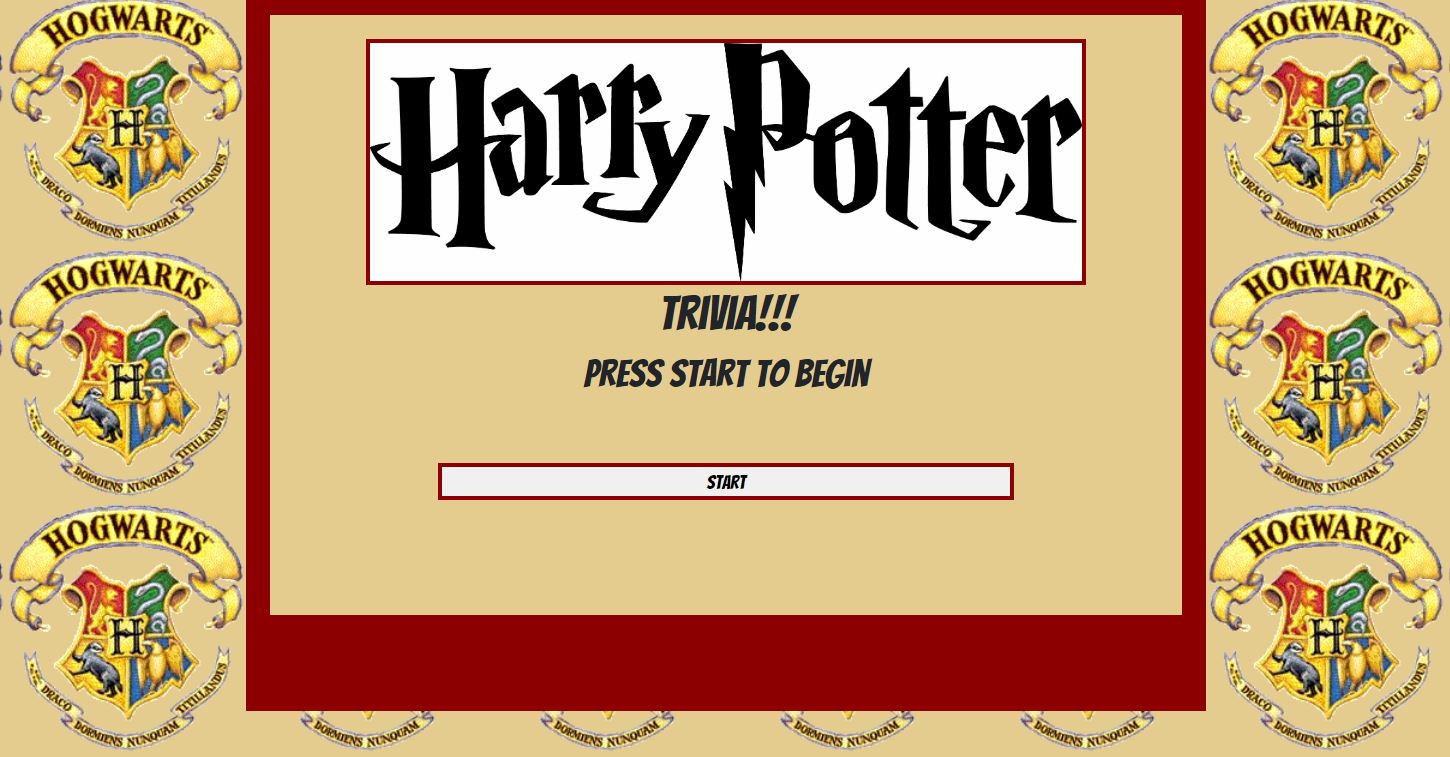 HOGWARTS
HOGWARTS
Harry Potter
DRACO DORMIENS NUNQUAM TITILLANDUS
DRACO DORMIENS NUNQUAM TITILLANDUS
HOGWARTS
HOGWARTS
TRIVIA!!!
PRESS START TO BEGIN
H
H
H
H
DRACO DORMIENS NUNQUAM TITILLANDUS
DRACO DORMIENS NUNQUAM TITILLANDUS
START
HOGWARTS
HOGWARTS
H
H
DRACO DORMIENS NUNQUAM TITILLANDUS
DORMIENS NUNQUAM
DORMIENS NUNQUAM
DORMIENS NUNQUAM
DORMIENS NUNQUAM
DRACO DORMIENS NUNQUAM TITILLANDUS